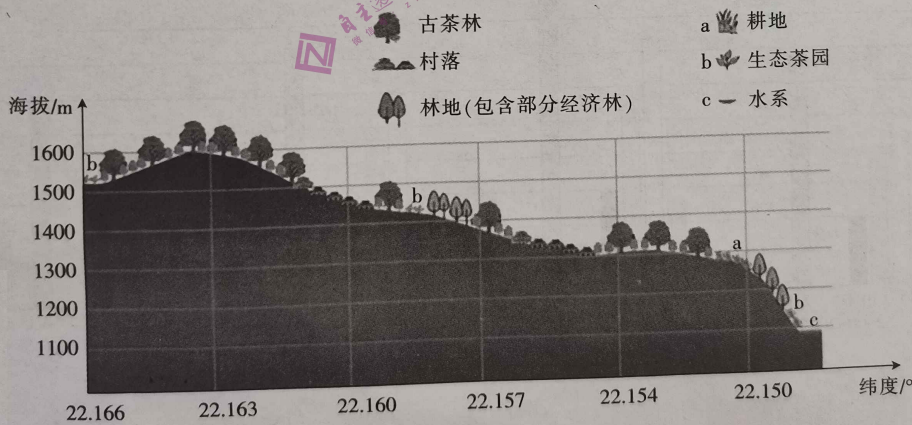 古茶林 a 耕地
村落 b 生态茶园
林地(包含部分经济林) c 水系
海拔/m
1600
1500
1400
1300
1200
1100
b
b
a
b
c
22.166 22.163 22.160 22.157 22.154 22.150 纬度/°